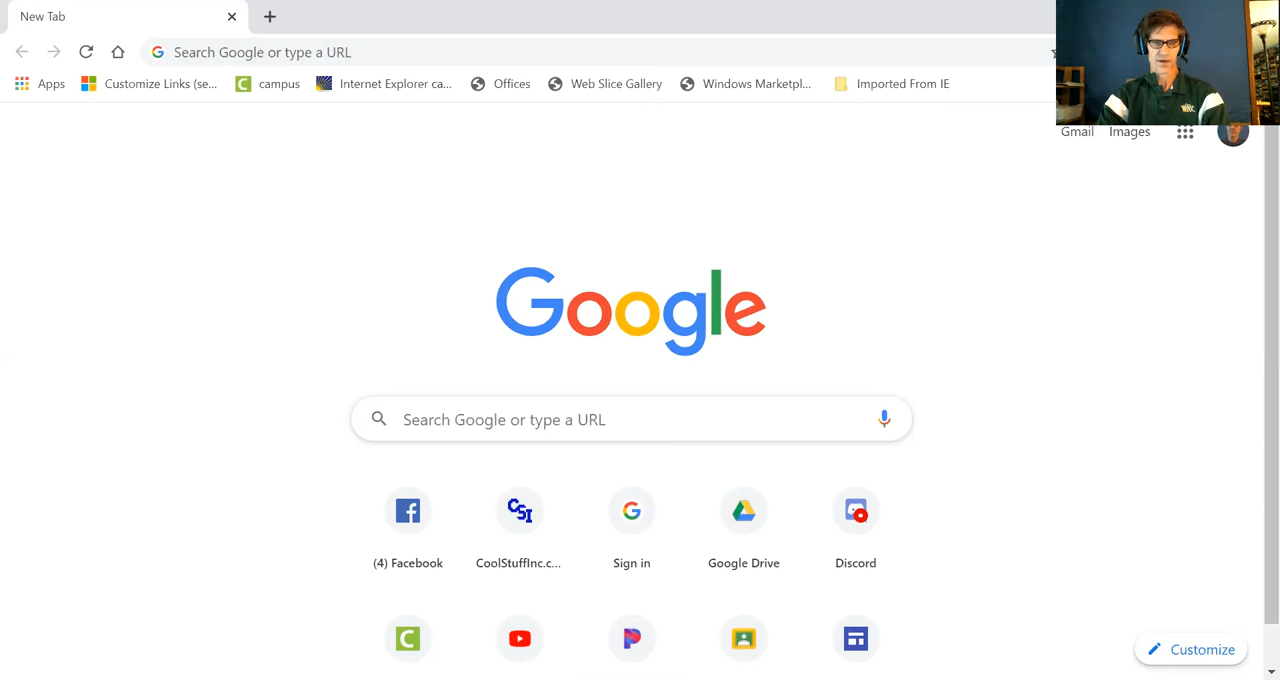 New Tab
Search Google or type a URL
Apps Customize Links (se... campus Internet Explorer ca... Offices Web Slice Gallery Windows Marketpl... Imported From IE
Gmail Images
Google
Search Google or type a URL
(4) Facebook CoolStuffInc.c... Sign in Google Drive Discord
Customize